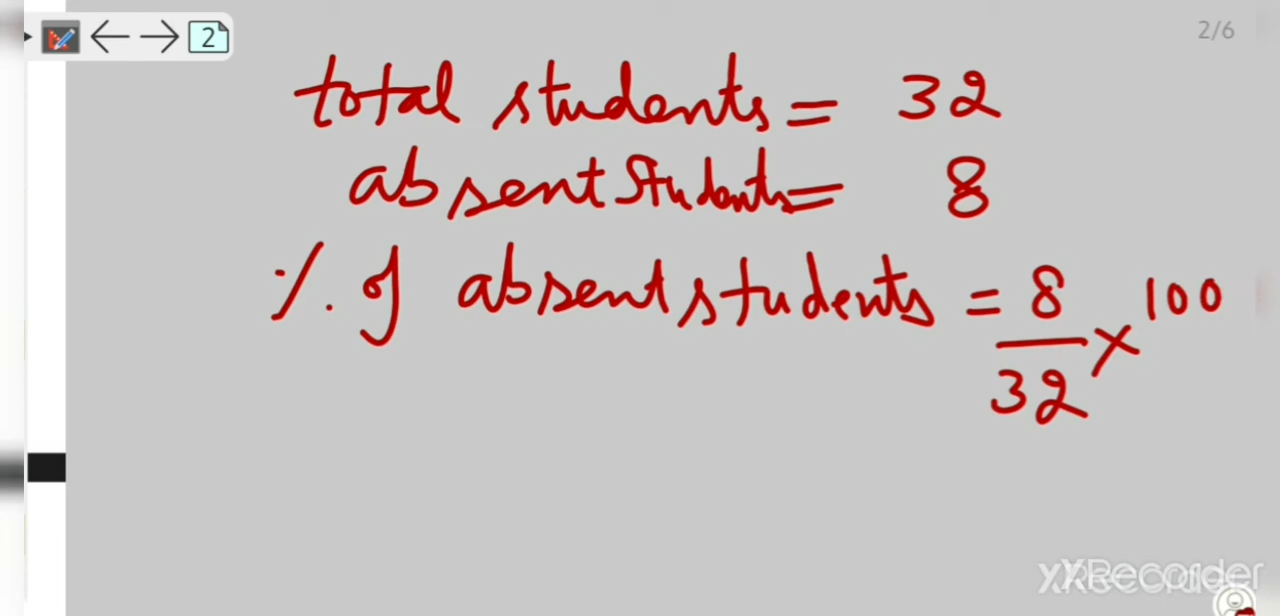 2
2/6
total students = 32
absent students = 8
% of absent students = 8/32 × 100
XRecorder